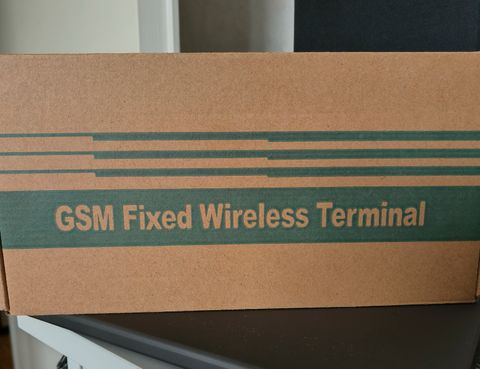 GSM Fixed Wireless Terminal